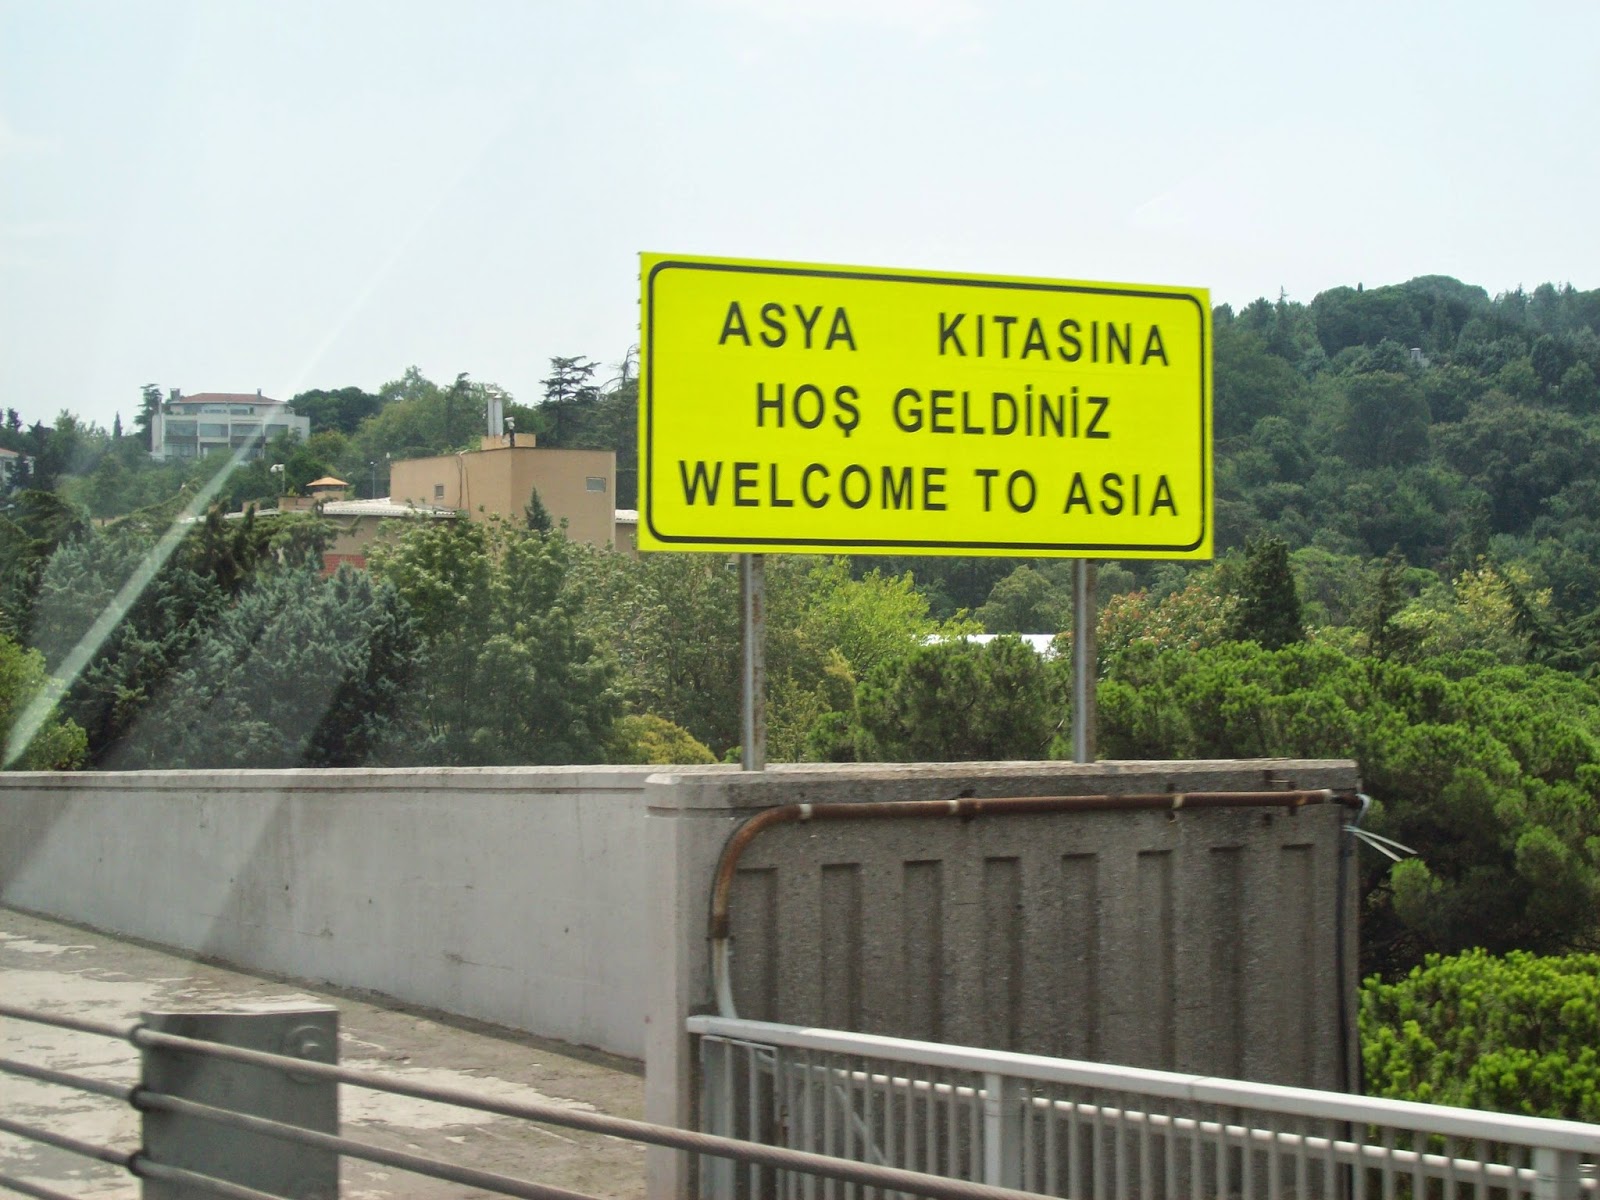 ASYA KITASINA
HOŞ GELDİNİZ
WELCOME TO ASIA